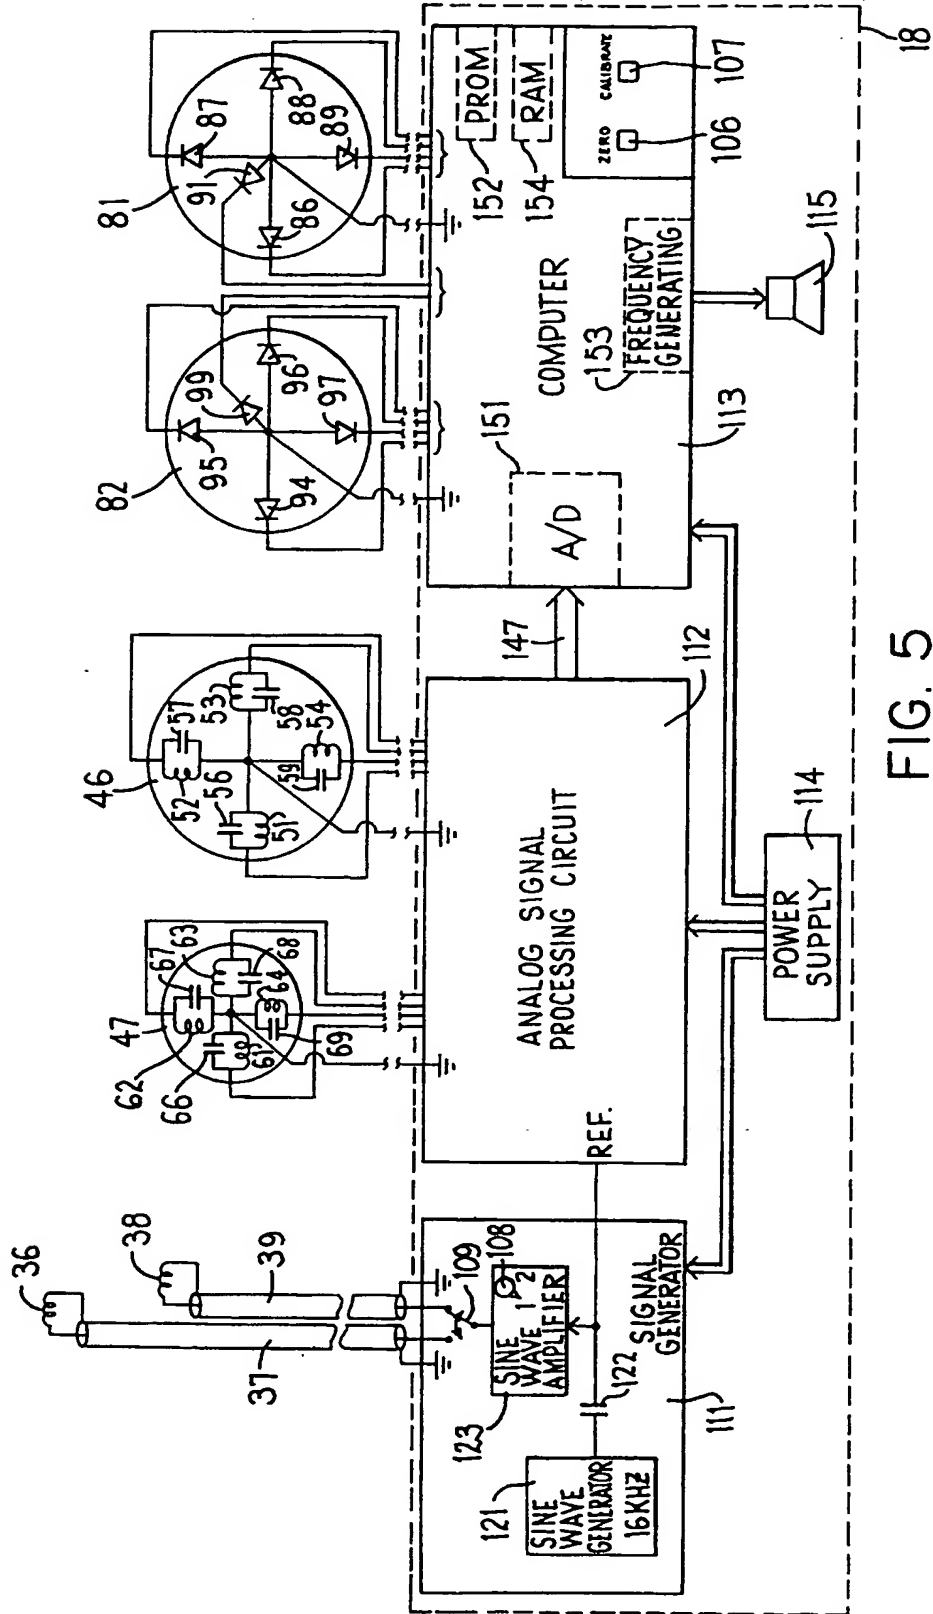 36
38
37
39
47
67
63
62
66
61
68
64
69
46
57
53
52
56
51
58
54
59
82
95
99
94
96
97
81
87
91
86
88
89
109
108
123
SINE
WAVE 1 2
AMPLIFIER
121
SINE
WAVE
GENERATOR
16KHZ
122
SIGNAL
GENERATOR
111
REF.
ANALOG SIGNAL
PROCESSING CIRCUIT
112
147
151
A/D
COMPUTER
113
152
PROM
154
RAM
153
FREQUENCY
GENERATING
ZERO
CALIBRATE
106
107
115
POWER
SUPPLY
114
18
FIG. 5